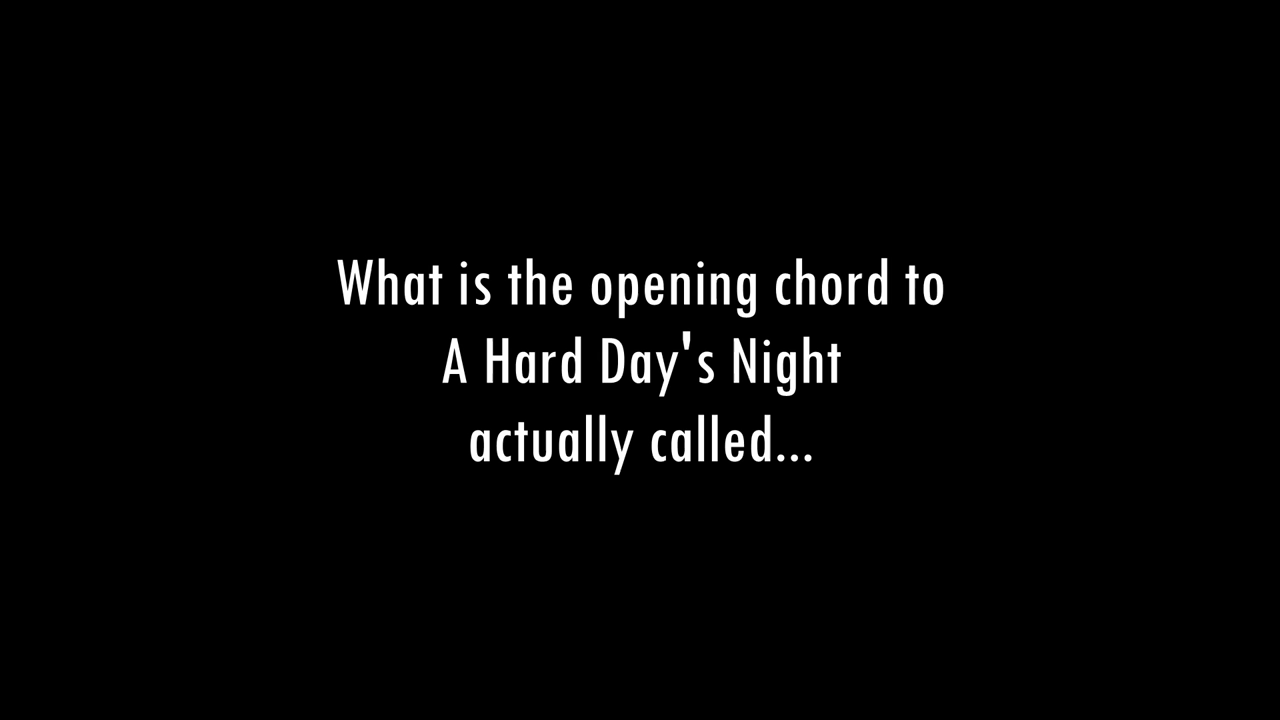 What is the opening chord to
A Hard Day's Night
actually called...